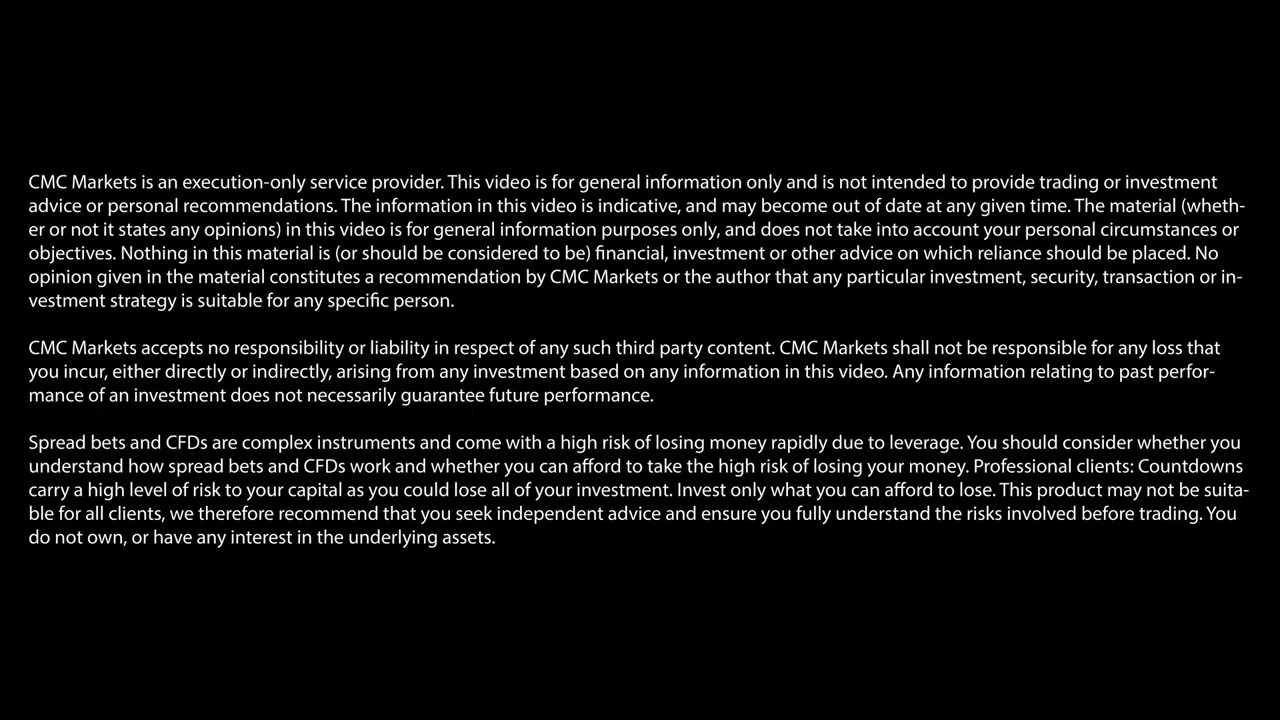 CMC Markets is an execution-only service provider. This video is for general information only and is not intended to provide trading or investment
advice or personal recommendations. The information in this video is indicative, and may become out of date at any given time. The material (wheth-
er or not it states any opinions) in this video is for general information purposes only, and does not take into account your personal circumstances or
objectives. Nothing in this material is (or should be considered to be) financial, investment or other advice on which reliance should be placed. No
opinion given in the material constitutes a recommendation by CMC Markets or the author that any particular investment, security, transaction or in-
vestment strategy is suitable for any specific person.
CMC Markets accepts no responsibility or liability in respect of any such third party content. CMC Markets shall not be responsible for any loss that
you incur, either directly or indirectly, arising from any investment based on any information in this video. Any information relating to past perfor-
mance of an investment does not necessarily guarantee future performance.
Spread bets and CFDs are complex instruments and come with a high risk of losing money rapidly due to leverage. You should consider whether you
understand how spread bets and CFDs work and whether you can afford to take the high risk of losing your money. Professional clients: Countdowns
carry a high level of risk to your capital as you could lose all of your investment. Invest only what you can afford to lose. This product may not be suita-
ble for all clients, we therefore recommend that you seek independent advice and ensure you fully understand the risks involved before trading. You
do not own, or have any interest in the underlying assets.